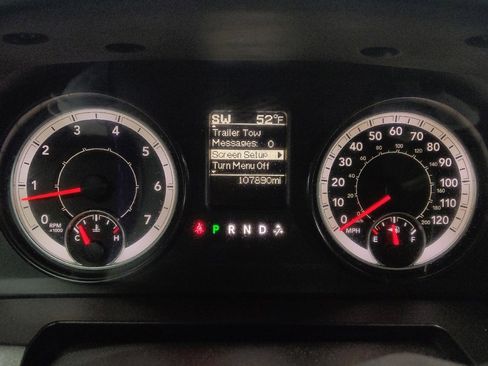 SW 52°F
Trailer Tow
Messages: 0
Screen Setup
Turn Menu Off
107890mi
P R N D
0 1 2 3 4 5 6 7
RPM
x1000
C H
0 10 20 30 40 50 60 70 80 90 100 110 120
MPH
200
E F